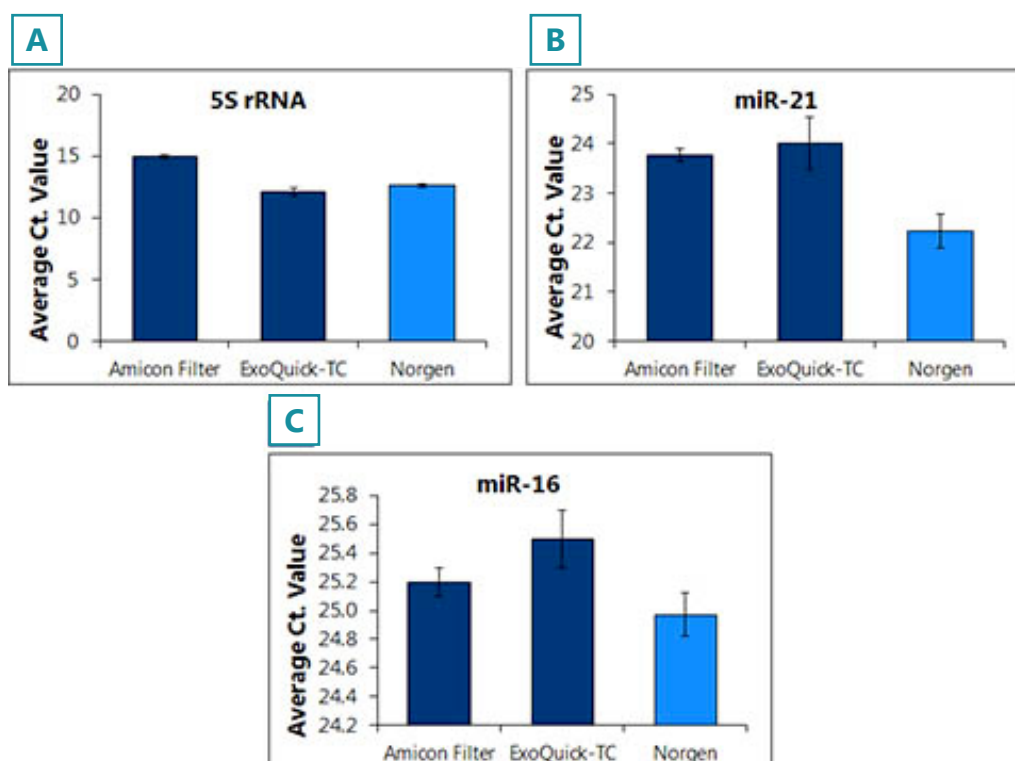 A
5S rRNA
Average Ct. Value
20
15
10
5
0
Amicon Filter ExoQuick-TC Norgen
B
miR-21
Average Ct. Value
25
24
23
22
21
20
Amicon Filter ExoQuick-TC Norgen
C
miR-16
Average Ct. Value
25.8
25.6
25.4
25.2
25.0
24.8
24.6
24.4
24.2
Amicon Filter ExoQuick-TC Norgen